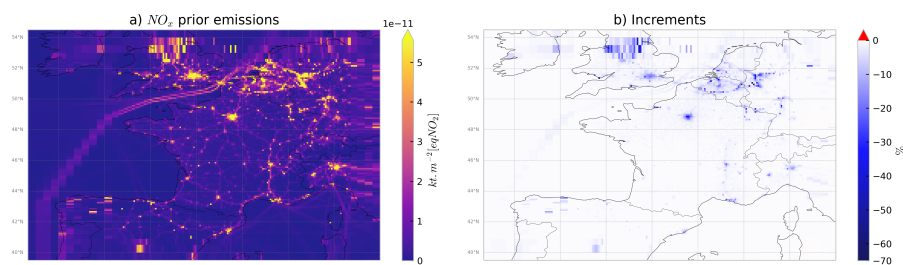 a) $NO_x$ prior emissions
b) Increments
1e−11
54°N
52°N
50°N
48°N
46°N
44°N
42°N
40°N
5
4
3
2
1
0
kt.m⁻²[eqNO₂]
54°N
52°N
50°N
48°N
46°N
44°N
42°N
40°N
0
−10
−20
−30
−40
−50
−60
−70
%